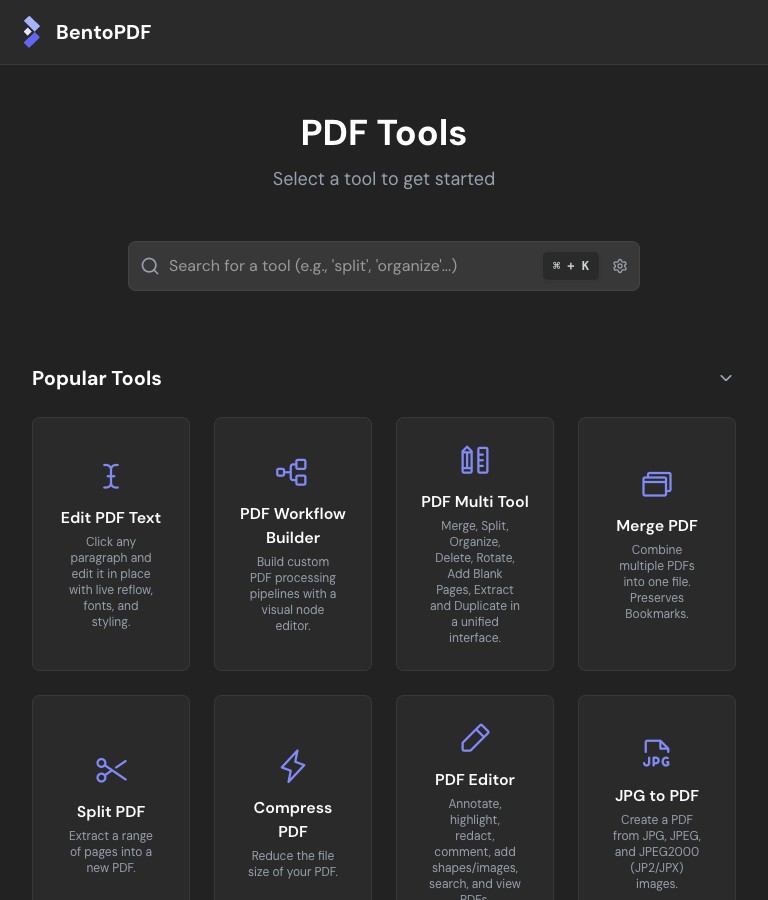 BentoPDF
PDF Tools
Select a tool to get started
Search for a tool (e.g., 'split', 'organize'...)
⌘ + K
Popular Tools
Edit PDF Text
Click any
paragraph and
edit it in place
with live reflow,
fonts, and
styling.
PDF Workflow
Builder
Build custom
PDF processing
pipelines with a
visual node
editor.
PDF Multi Tool
Merge, Split,
Organize,
Delete, Rotate,
Add Blank
Pages, Extract
and Duplicate in
a unified
interface.
Merge PDF
Combine
multiple PDFs
into one file.
Preserves
Bookmarks.
Split PDF
Extract a range
of pages into a
new PDF.
Compress
PDF
Reduce the file
size of your PDF.
PDF Editor
Annotate,
highlight,
redact,
comment, add
shapes/images,
search, and view
PDFs.
JPG
JPG to PDF
Create a PDF
from JPG, JPEG,
and JPEG2000
(JP2/JPX)
images.